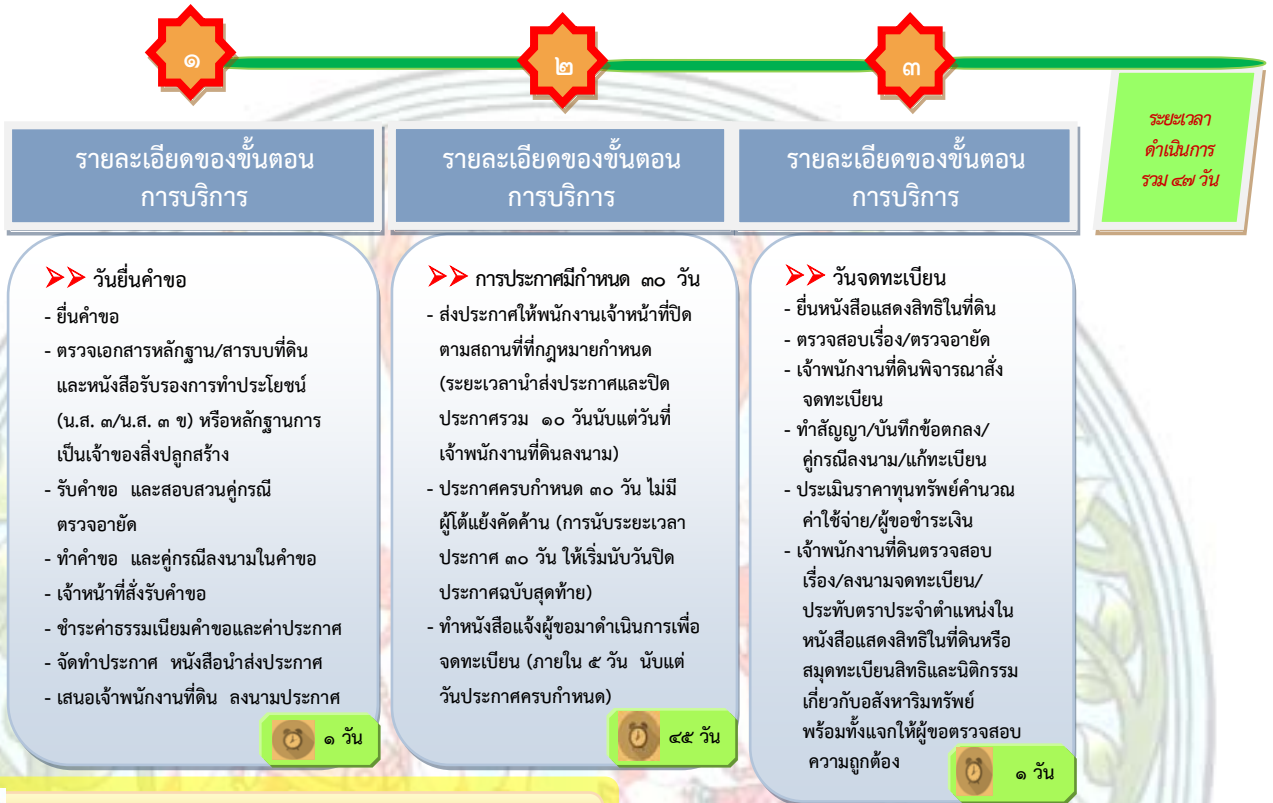 ๑
๒
๓
ระยะเวลา
ดำเนินการ
รวม ๔๗ วัน
รายละเอียดของขั้นตอน
การบริการ
วันยื่นคำขอ
- ยื่นคำขอ
- ตรวจเอกสารหลักฐาน/สารบบที่ดิน
และหนังสือรับรองการทำประโยชน์
(น.ส. ๓/น.ส. ๓ ข) หรือหลักฐานการ
เป็นเจ้าของสิ่งปลูกสร้าง
- รับคำขอ และสอบสวนคู่กรณี
ตรวจอายัด
- ทำคำขอ และคู่กรณีลงนามในคำขอ
- เจ้าหน้าที่สั่งรับคำขอ
- ชำระค่าธรรมเนียมคำขอและค่าประกาศ
- จัดทำประกาศ หนังสือนำส่งประกาศ
- เสนอเจ้าพนักงานที่ดิน ลงนามประกาศ
๑ วัน
รายละเอียดของขั้นตอน
การบริการ
การประกาศมีกำหนด ๓๐ วัน
- ส่งประกาศให้พนักงานเจ้าหน้าที่ปิด
ตามสถานที่ที่กฎหมายกำหนด
(ระยะเวลานำส่งประกาศและปิด
ประกาศรวม ๑๐ วันนับแต่วันที่
เจ้าพนักงานที่ดินลงนาม)
- ประกาศครบกำหนด ๓๐ วัน ไม่มี
ผู้โต้แย้งคัดค้าน (การนับระยะเวลา
ประกาศ ๓๐ วัน ให้เริ่มนับวันปิด
ประกาศฉบับสุดท้าย)
- ทำหนังสือแจ้งผู้ขอมาดำเนินการเพื่อ
จดทะเบียน (ภายใน ๕ วัน นับแต่
วันประกาศครบกำหนด)
๔๕ วัน
รายละเอียดของขั้นตอน
การบริการ
วันจดทะเบียน
- ยื่นหนังสือแสดงสิทธิในที่ดิน
- ตรวจสอบเรื่อง/ตรวจอายัด
- เจ้าพนักงานที่ดินพิจารณาสั่ง
จดทะเบียน
- ทำสัญญา/บันทึกข้อตกลง/
คู่กรณีลงนาม/แก้ทะเบียน
- ประเมินราคาทุนทรัพย์คำนวณ
ค่าใช้จ่าย/ผู้ขอชำระเงิน
- เจ้าพนักงานที่ดินตรวจสอบ
เรื่อง/ลงนามจดทะเบียน/
ประทับตราประจำตำแหน่งใน
หนังสือแสดงสิทธิในที่ดินหรือ
สมุดทะเบียนสิทธิและนิติกรรม
เกี่ยวกับอสังหาริมทรัพย์
พร้อมทั้งแจกให้ผู้ขอตรวจสอบ
ความถูกต้อง
๑ วัน